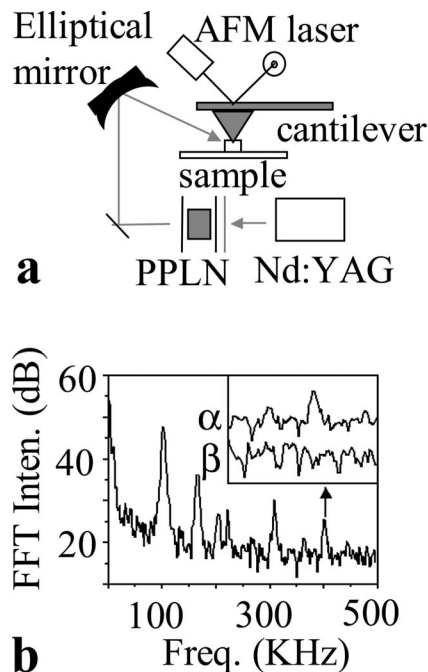 Elliptical
mirror
AFM laser
cantilever
sample
PPLN
Nd:YAG
a
60
40
20
FFT Inten. (dB)
α
β
100
300
500
Freq. (KHz)
b